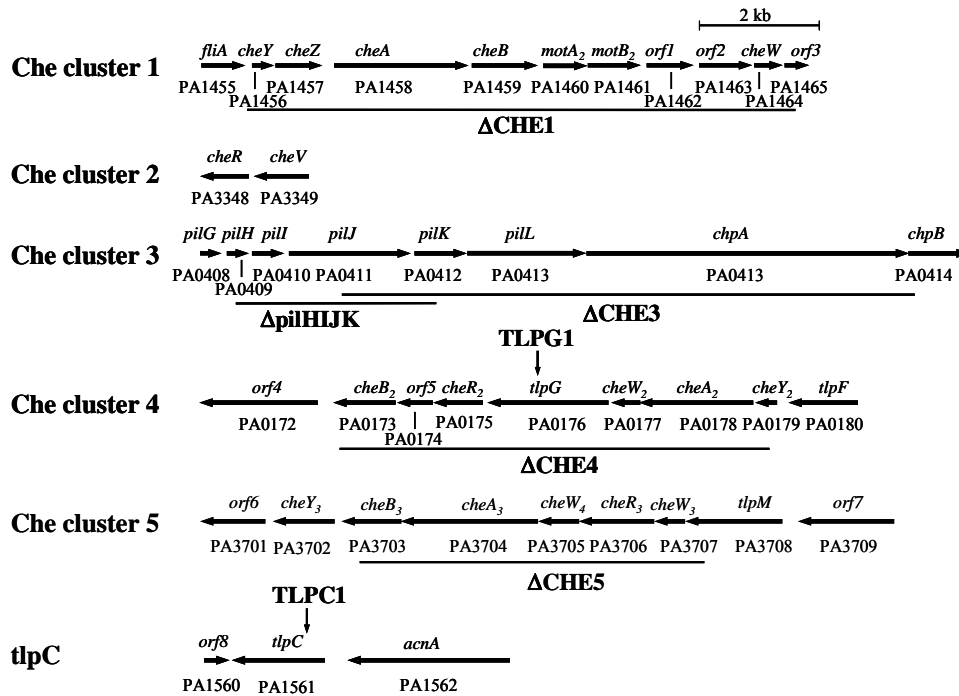 2 kb
fliA cheY cheZ cheA cheB motA2 motB2 orf1 orf2 cheW orf3
Che cluster 1
PA1455 PA1457 PA1458 PA1459 PA1460 PA1461 PA1463 PA1465
PA1456 PA1462 PA1464
ΔCHE1
cheR cheV
Che cluster 2
PA3348 PA3349
pilG pilH pilI pilJ pilK pilL chpA chpB
Che cluster 3
PA0408 PA0410 PA0411 PA0412 PA0413 PA0413 PA0414
PA0409
ΔpilHIJK ΔCHE3
TLPG1
orf4 cheB2 orf5 cheR2 tlpG cheW2 cheA2 cheY2 tlpF
Che cluster 4
PA0172 PA0173 PA0175 PA0176 PA0177 PA0178 PA0179 PA0180
PA0174
ΔCHE4
orf6 cheY3 cheB3 cheA3 cheW4 cheR3 cheW3 tlpM orf7
Che cluster 5
PA3701 PA3702 PA3703 PA3704 PA3705 PA3706 PA3707 PA3708 PA3709
ΔCHE5
TLPC1
orf8 tlpC acnA
tlpC
PA1560 PA1561 PA1562